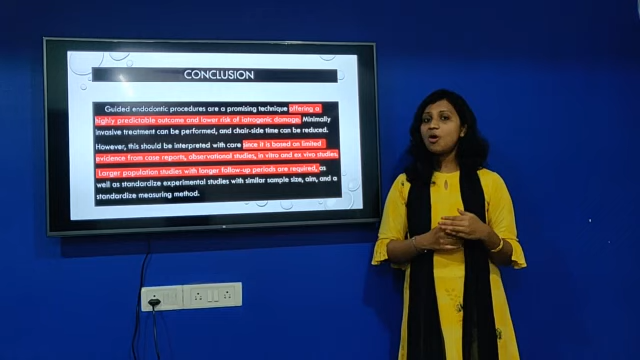 CONCLUSION
Guided endodontic procedures are a promising technique offering a
highly predictable outcome and lower risk of iatrogenic damage. Minimally
invasive treatment can be performed, and chair-side time can be reduced.
However, this should be interpreted with care since it is based on limited
evidence from case reports, observational studies, in vitro and ex vivo studies.
Larger population studies with longer follow-up periods are required, as
well as standardize experimental studies with similar sample size, aim, and a
standardize measuring method.